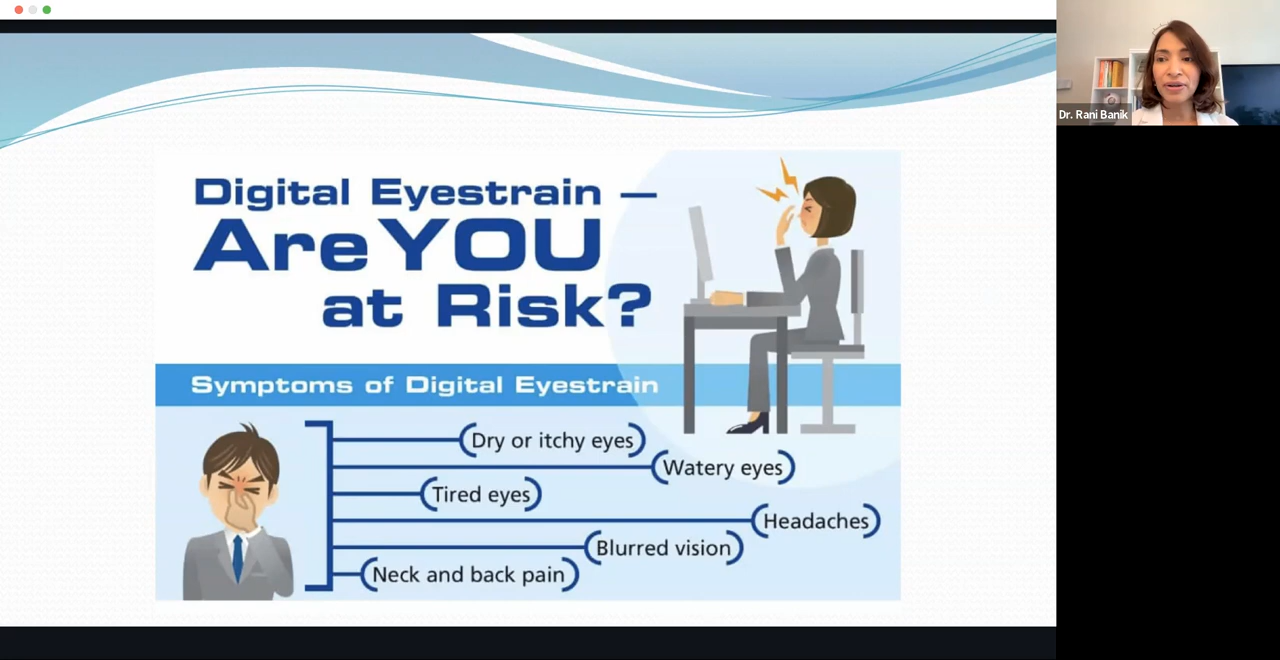 Digital Eyestrain —
Are YOU
at Risk?
Symptoms of Digital Eyestrain
Dry or itchy eyes
Watery eyes
Tired eyes
Headaches
Blurred vision
Neck and back pain
Dr. Rani Banik